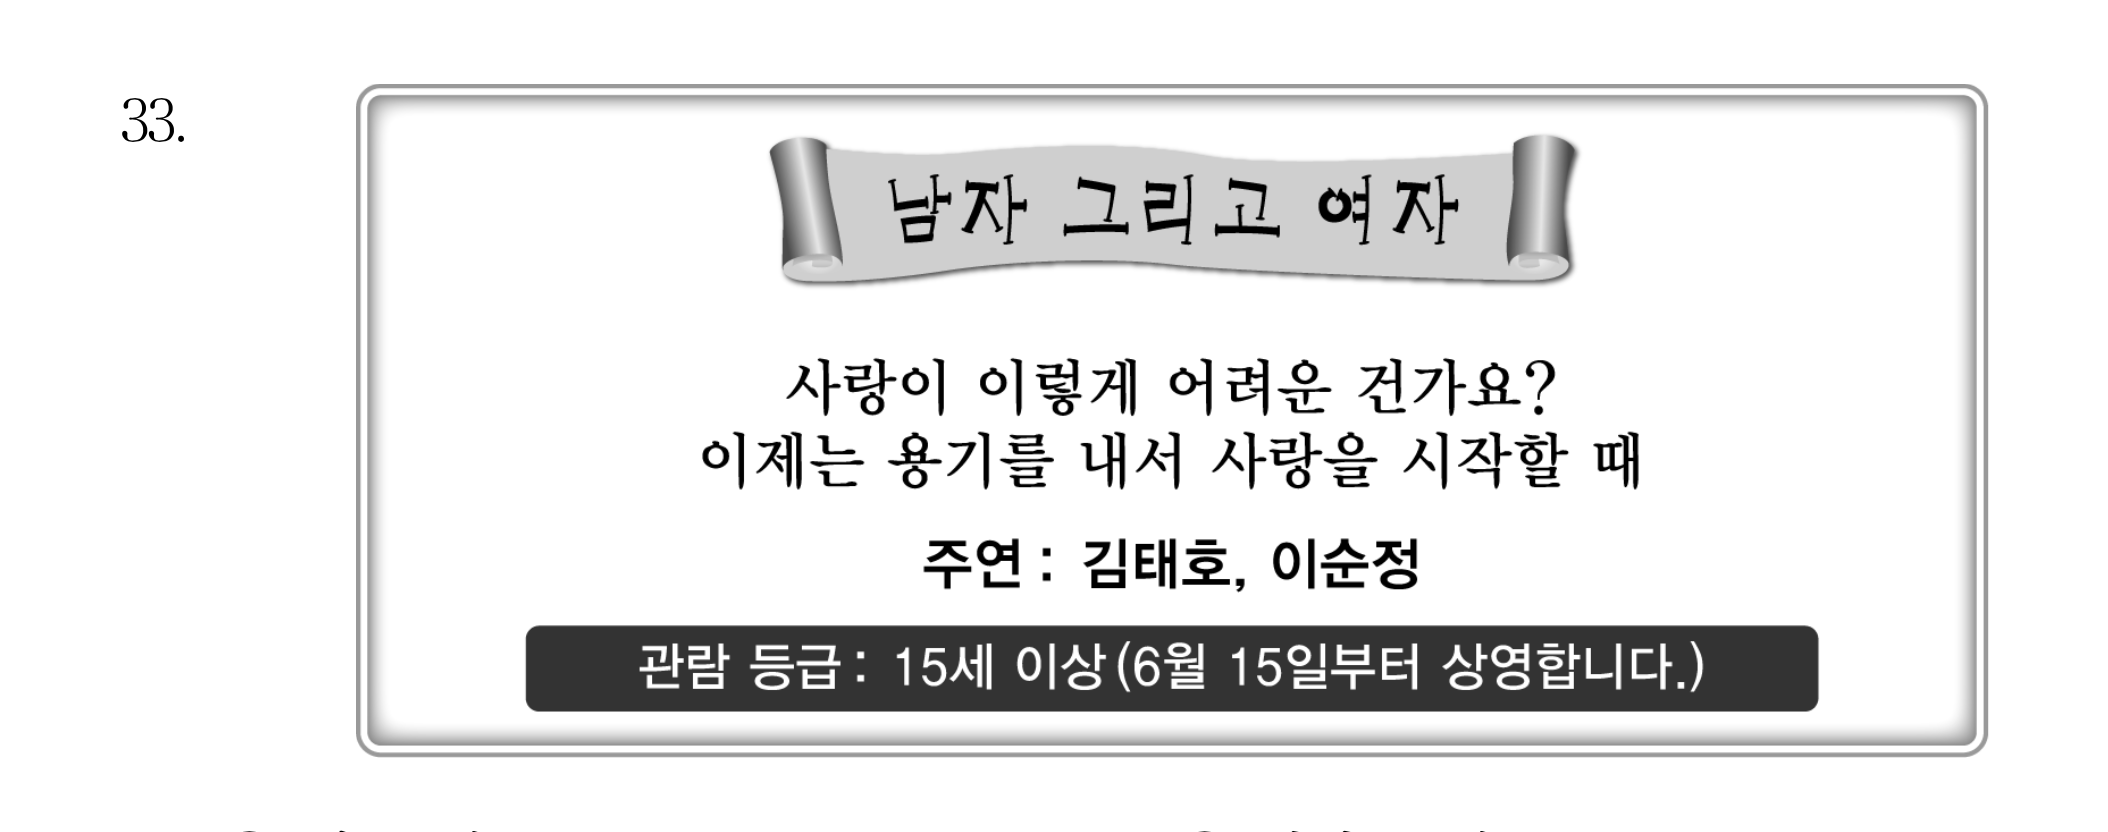 33.
남자 그리고 여자
사랑이 이렇게 어려운 건가요?
이제는 용기를 내서 사랑을 시작할 때
주연 : 김태호, 이순정
관람 등급 : 15세 이상(6월 15일부터 상영합니다.)